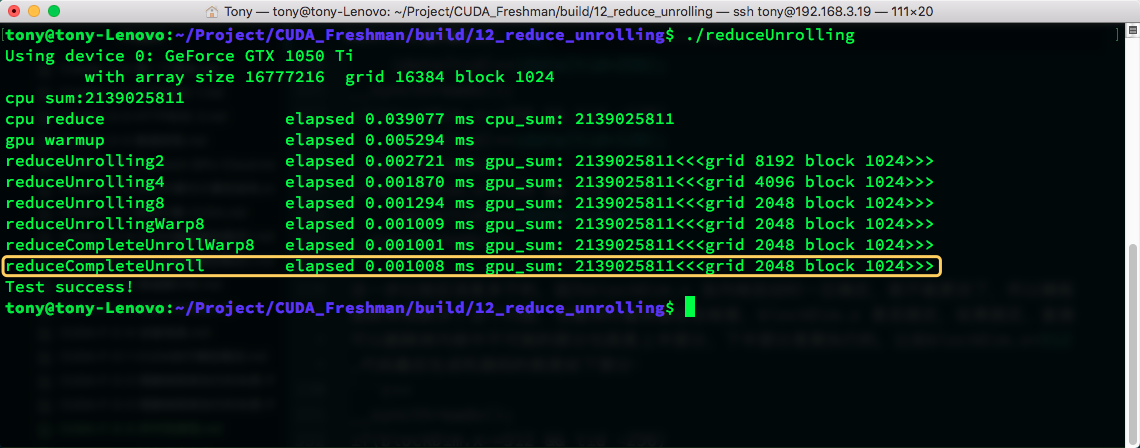 Tony — tony@tony-Lenovo: ~/Project/CUDA_Freshman/build/12_reduce_unrolling — ssh tony@192.168.3.19 — 111×20
[tony@tony-Lenovo:~/Project/CUDA_Freshman/build/12_reduce_unrolling$ ./reduceUnrolling ]
Using device 0: GeForce GTX 1050 Ti
        with array size 16777216  grid 16384 block 1024
cpu sum:2139025811
cpu reduce                  elapsed 0.039077 ms cpu_sum: 2139025811
gpu warmup                  elapsed 0.005294 ms
reduceUnrolling2            elapsed 0.002721 ms gpu_sum: 2139025811<<<grid 8192 block 1024>>>
reduceUnrolling4            elapsed 0.001870 ms gpu_sum: 2139025811<<<grid 4096 block 1024>>>
reduceUnrolling8            elapsed 0.001294 ms gpu_sum: 2139025811<<<grid 2048 block 1024>>>
reduceUnrollingWarp8        elapsed 0.001009 ms gpu_sum: 2139025811<<<grid 2048 block 1024>>>
reduceCompleteUnrollWarp8   elapsed 0.001001 ms gpu_sum: 2139025811<<<grid 2048 block 1024>>>
reduceCompleteUnroll        elapsed 0.001008 ms gpu_sum: 2139025811<<<grid 2048 block 1024>>>
Test success!
tony@tony-Lenovo:~/Project/CUDA_Freshman/build/12_reduce_unrolling$